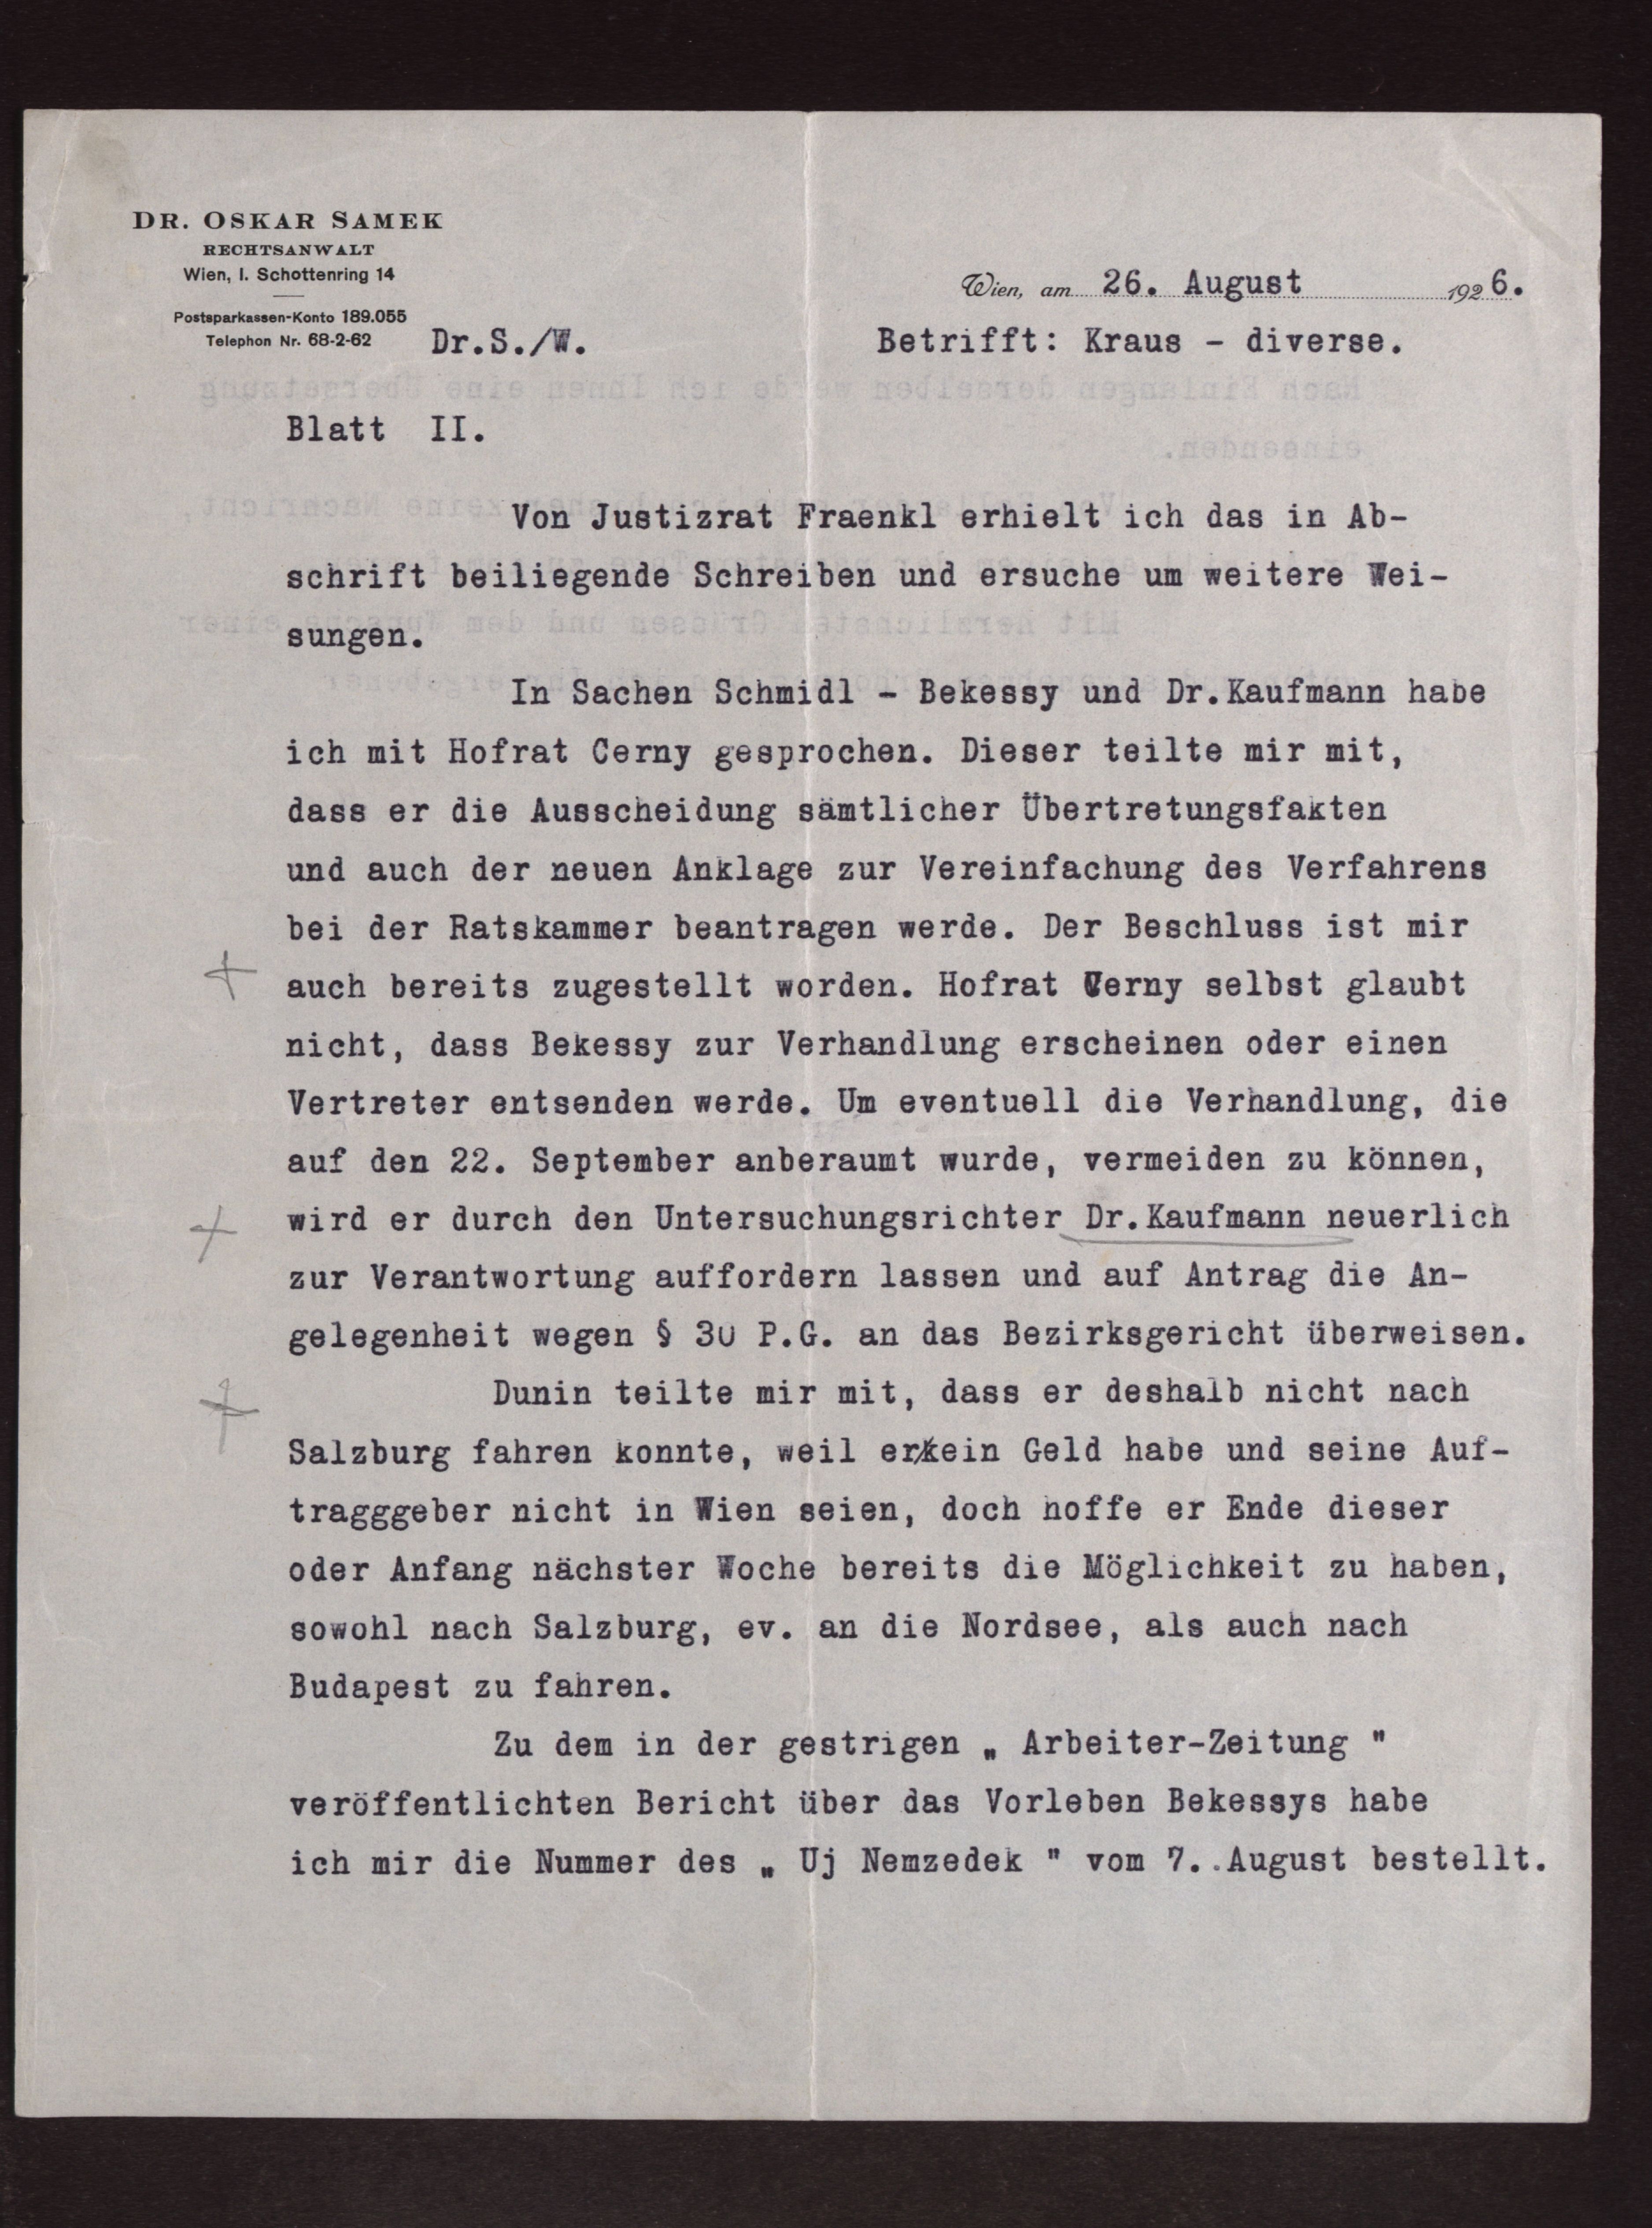 DR. OSKAR SAMEK
RECHTSANWALT
Wien, I. Schottenring 14
Postsparkassen-Konto 189.055
Telephon Nr. 68-2-62
Dr.S./W.
Wien, am 26. August 1926.
Betrifft: Kraus - diverse.
Blatt II.
Von Justizrat Fraenkl erhielt ich das in Ab-
schrift beiliegende Schreiben und ersuche um weitere Wei-
sungen.
In Sachen Schmidl - Bekessy und Dr.Kaufmann habe
ich mit Hofrat Cerny gesprochen. Dieser teilte mir mit,
dass er die Ausscheidung sämtlicher Übertretungsfakten
und auch der neuen Anklage zur Vereinfachung des Verfahrens
bei der Ratskammer beantragen werde. Der Beschluss ist mir
auch bereits zugestellt worden. Hofrat Cerny selbst glaubt
nicht, dass Bekessy zur Verhandlung erscheinen oder einen
Vertreter entsenden werde. Um eventuell die Verhandlung, die
auf den 22. September anberaumt wurde, vermeiden zu können,
wird er durch den Untersuchungsrichter Dr.Kaufmann neuerlich
zur Verantwortung auffordern lassen und auf Antrag die An-
gelegenheit wegen § 30 P.G. an das Bezirksgericht überweisen.
Dunin teilte mir mit, dass er deshalb nicht nach
Salzburg fahren konnte, weil er/kein Geld habe und seine Auf-
tragggeber nicht in Wien seien, doch hoffe er Ende dieser
oder Anfang nächster Woche bereits die Möglichkeit zu haben,
sowohl nach Salzburg, ev. an die Nordsee, als auch nach
Budapest zu fahren.
Zu dem in der gestrigen „ Arbeiter-Zeitung "
veröffentlichten Bericht über das Vorleben Bekessys habe
ich mir die Nummer des „ Uj Nemzedek " vom 7..August bestellt.